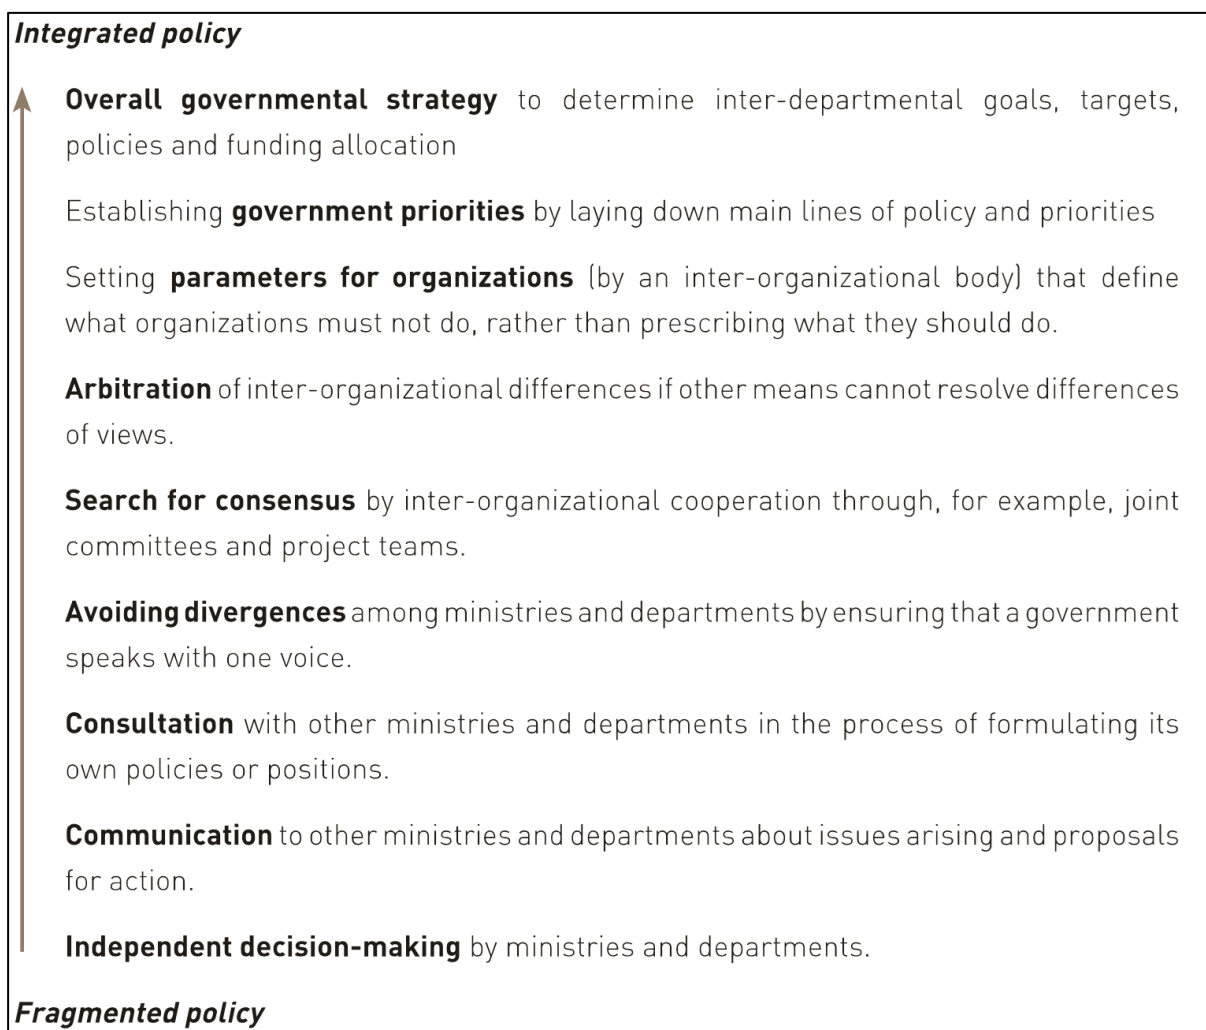 Integrated policy
Overall governmental strategy to determine inter-departmental goals, targets,
policies and funding allocation
Establishing government priorities by laying down main lines of policy and priorities
Setting parameters for organizations (by an inter-organizational body) that define
what organizations must not do, rather than prescribing what they should do.
Arbitration of inter-organizational differences if other means cannot resolve differences
of views.
Search for consensus by inter-organizational cooperation through, for example, joint
committees and project teams.
Avoiding divergences among ministries and departments by ensuring that a government
speaks with one voice.
Consultation with other ministries and departments in the process of formulating its
own policies or positions.
Communication to other ministries and departments about issues arising and proposals
for action.
Independent decision-making by ministries and departments.
Fragmented policy